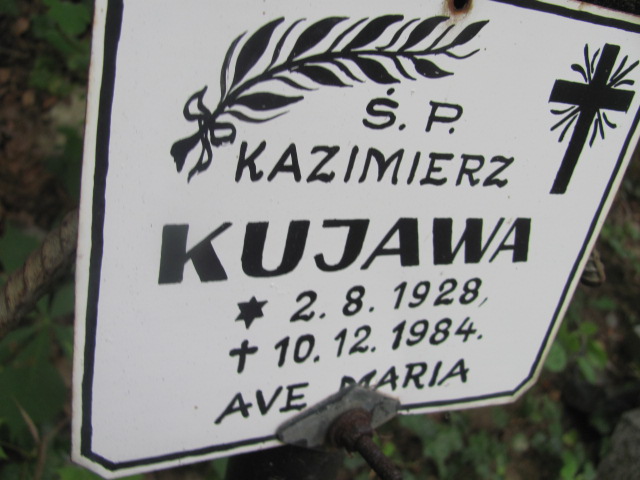 Ś. P.
KAZIMIERZ
KUJAWA
✶ 2. 8. 1928,
✝ 10. 12. 1984.
AVE MARIA